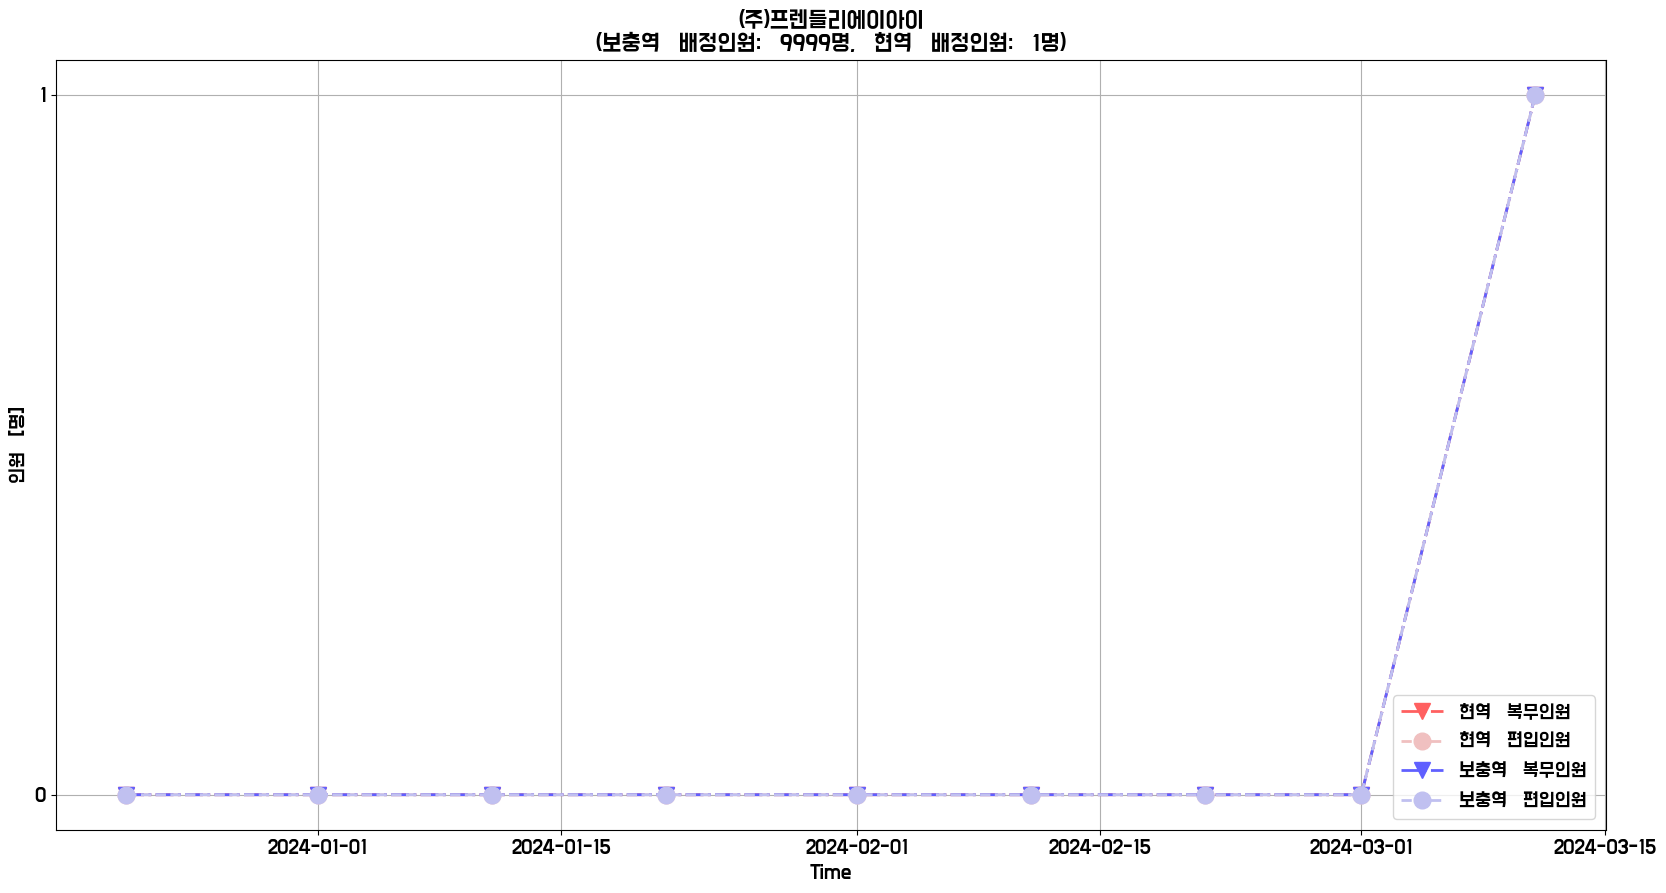 (주)프렌들리에이아이
(보충역 배정인원: 9999명, 현역 배정인원: 1명)
1
0
인원 [명]
현역 복무인원
현역 편입인원
보충역 복무인원
보충역 편입인원
2024-01-01 2024-01-15 2024-02-01 2024-02-15 2024-03-01 2024-03-15
Time